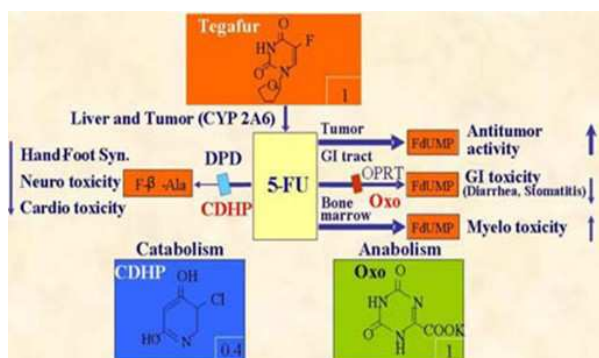 Tegafur
O
HN
F
O
N
O
1
Liver and Tumor (CYP 2A6)
Hand Foot Syn.
Neuro toxicity
Cardio toxicity
F-β -Ala
DPD
CDHP
5-FU
Tumor
GI tract
OPRT
Oxo
Bone
marrow
FdUMP
FdUMP
FdUMP
Antitumor
activity
GI toxicity
(Diarrhea, Stomatitis)
Myelo toxicity
Catabolism
CDHP
OH
Cl
HO
N
0.4
Anabolism
Oxo
O
HN
N
O
N
H
COOK
1